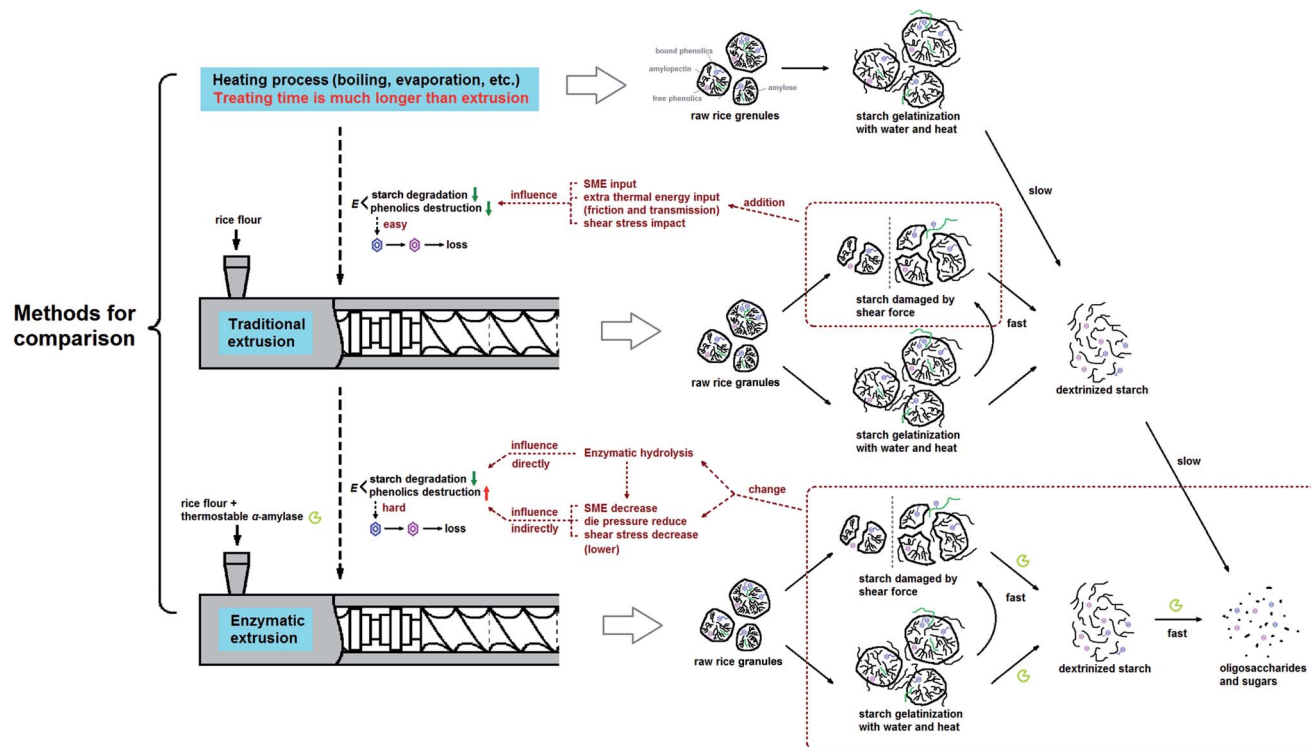 Methods for
comparison
Heating process (boiling, evaporation, etc.)
Treating time is much longer than extrusion
bound phenolics
amylopectin
free phenolics
amylose
raw rice grenules
starch gelatinization
with water and heat
slow
rice flour
E
starch degradation
phenolics destruction
easy
loss
influence
SME input
extra thermal energy input
(friction and transmission)
shear stress impact
addition
Traditional
extrusion
raw rice granules
starch damaged by
shear force
fast
starch gelatinization
with water and heat
dextrinized starch
slow
rice flour +
thermostable α-amylase
E
starch degradation
phenolics destruction
hard
loss
influence
directly
Enzymatic hydrolysis
influence
indirectly
SME decrease
die pressure reduce
shear stress decrease
(lower)
change
Enzymatic
extrusion
raw rice granules
starch damaged by
shear force
fast
starch gelatinization
with water and heat
dextrinized starch
fast
oligosaccharides
and sugars